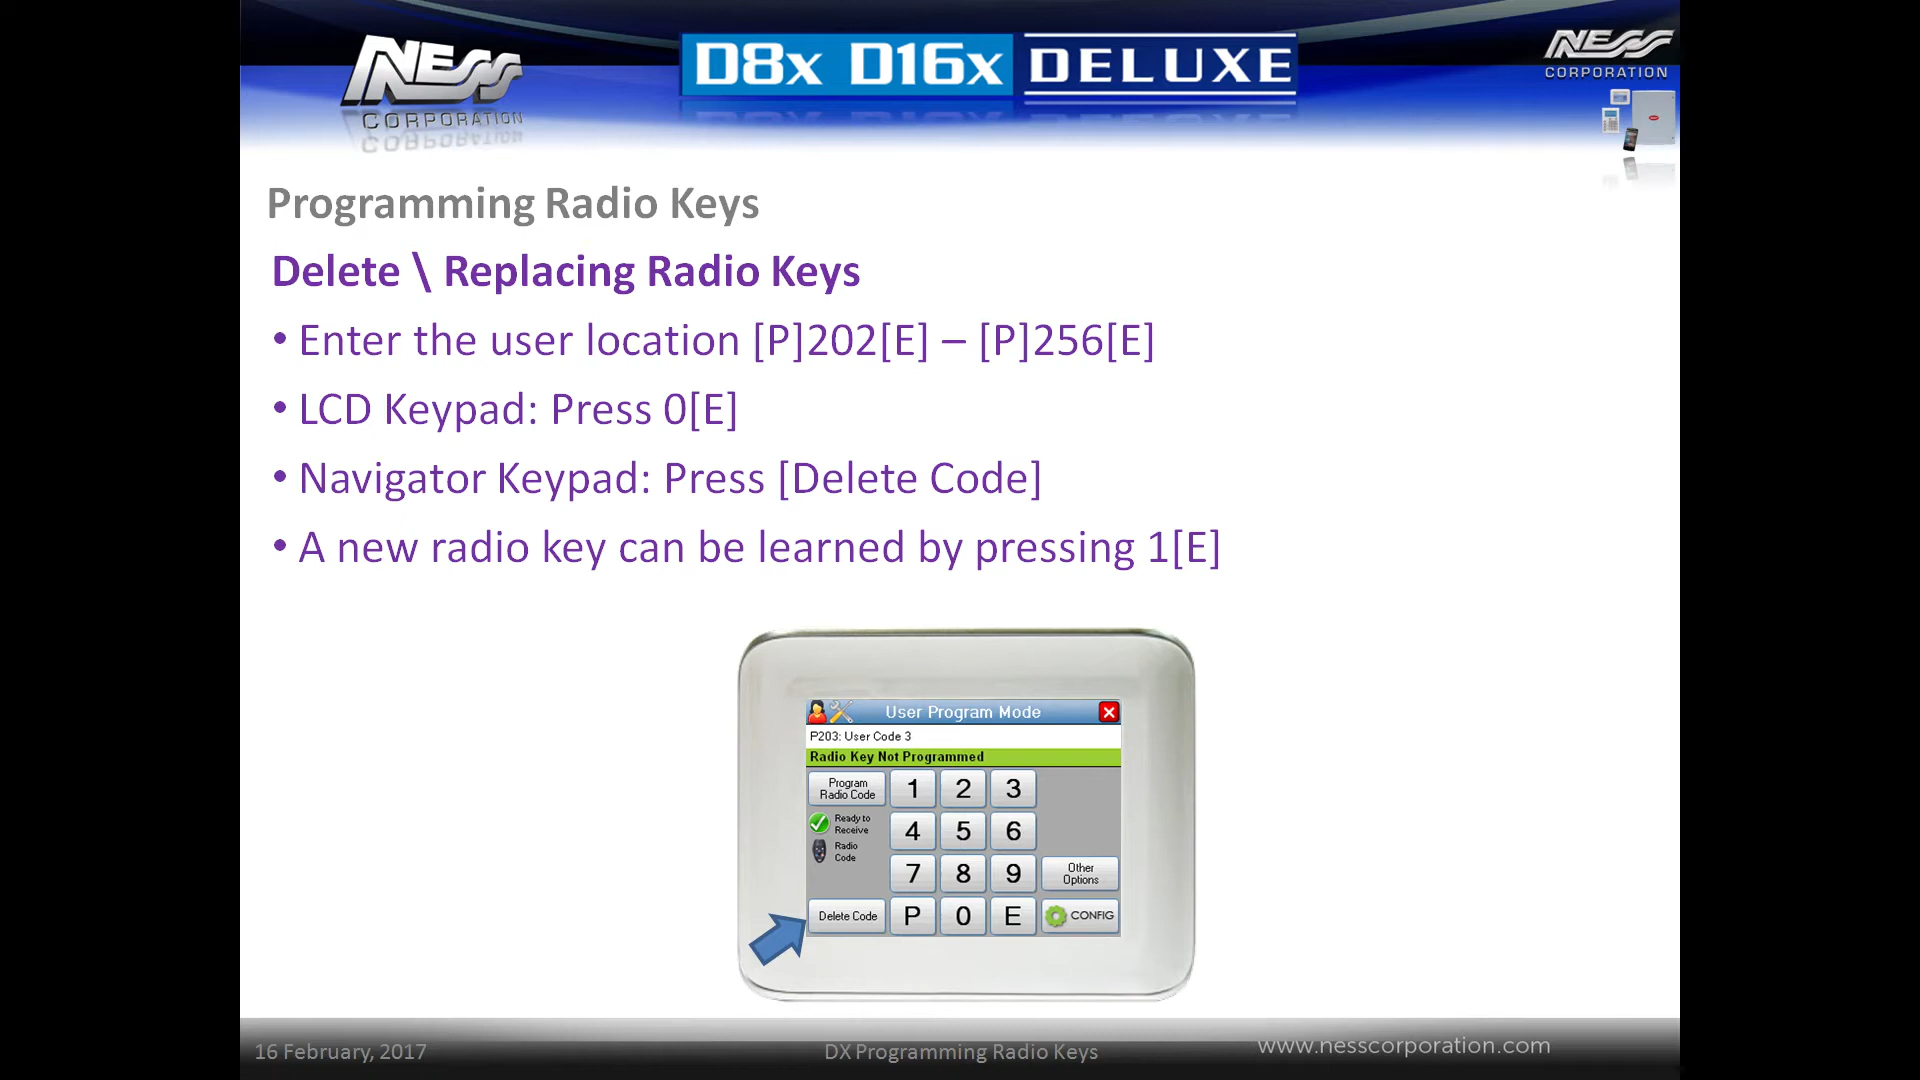 NESS
CORPORATION
D8x D16x DELUXE
NESS
CORPORATION
Programming Radio Keys
Delete \ Replacing Radio Keys
• Enter the user location [P]202[E] – [P]256[E]
• LCD Keypad: Press 0[E]
• Navigator Keypad: Press [Delete Code]
• A new radio key can be learned by pressing 1[E]
User Program Mode
P203: User Code 3
Radio Key Not Programmed
Program
Radio Code
1 2 3
Ready to
Receive
4 5 6
Radio
Code
7 8 9
Other
Options
Delete Code
P 0 E
CONFIG
16 February, 2017
DX Programming Radio Keys
www.nesscorporation.com